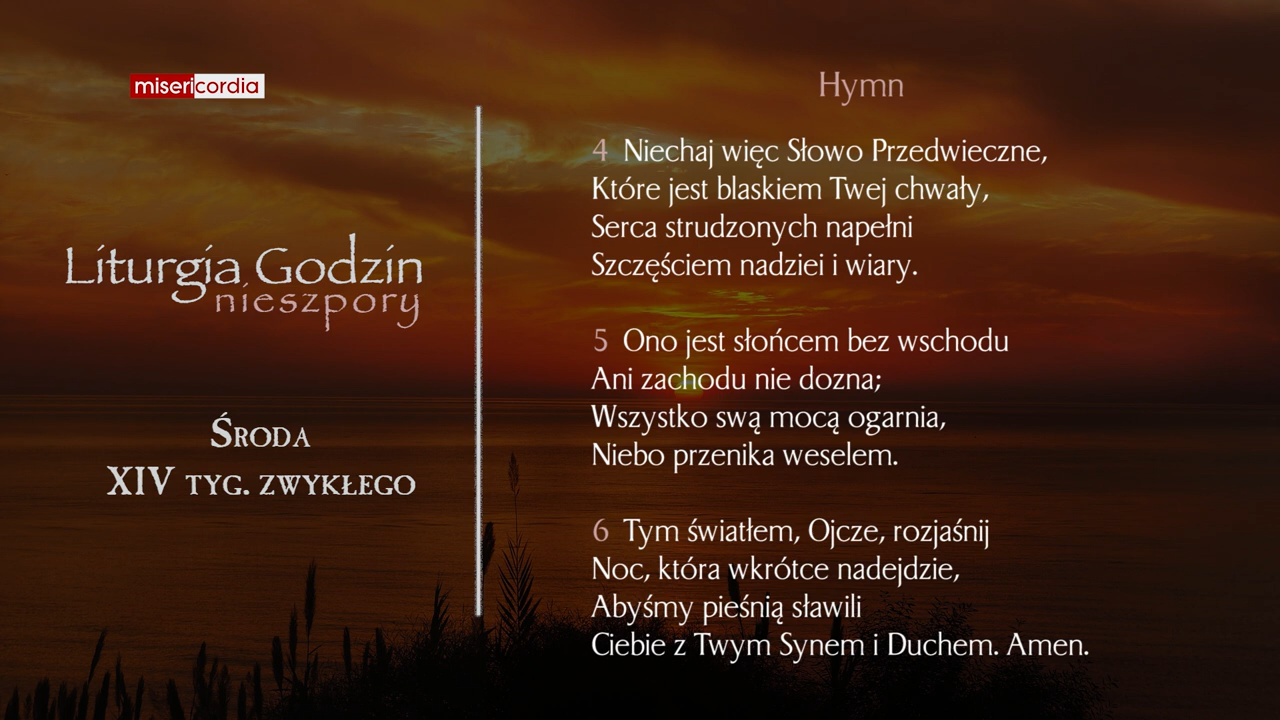 misericordia
Liturgia Godzin
nieszpory
Środa
XIV tyg. zwykłego
Hymn
4 Niechaj więc Słowo Przedwieczne,
Które jest blaskiem Twej chwały,
Serca strudzonych napełni
Szczęściem nadziei i wiary.
5 Ono jest słońcem bez wschodu
Ani zachodu nie dozna;
Wszystko swą mocą ogarnia,
Niebo przenika weselem.
6 Tym światłem, Ojcze, rozjaśnij
Noc, która wkrótce nadejdzie,
Abyśmy pieśnią sławili
Ciebie z Twym Synem i Duchem. Amen.